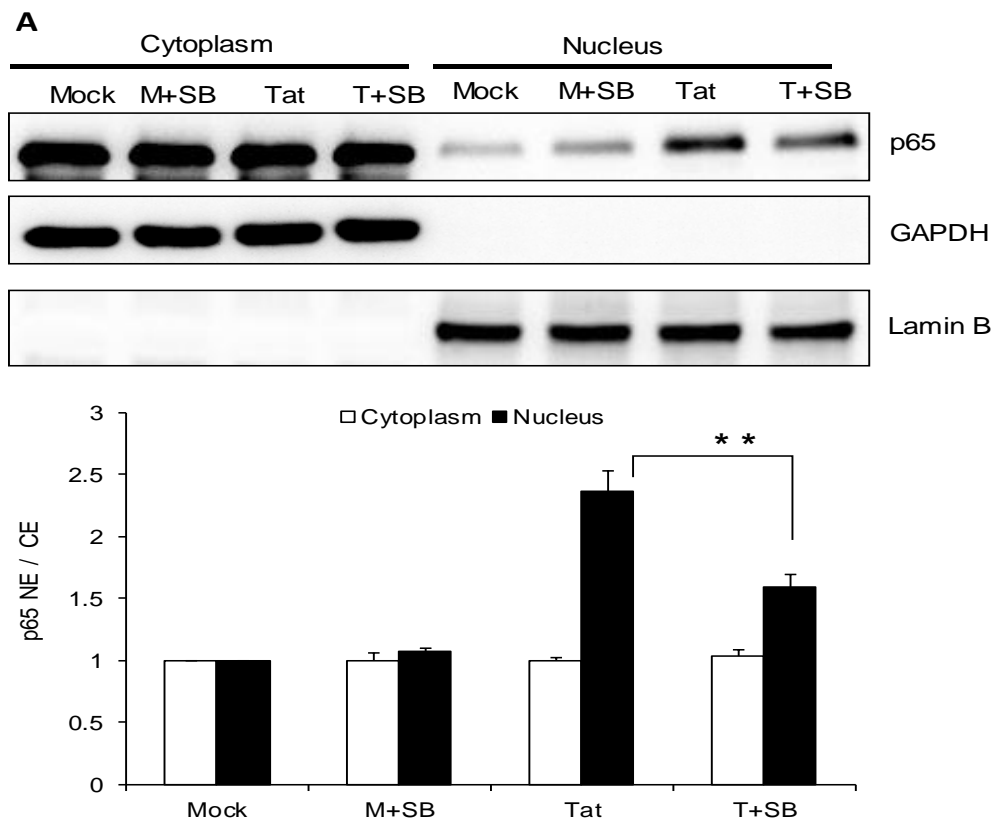 A
Cytoplasm Nucleus
Mock M+SB Tat T+SB Mock M+SB Tat T+SB
p65
GAPDH
Lamin B
Cytoplasm Nucleus
* *
p65 NE / CE
3
2.5
2
1.5
1
0.5
0
Mock M+SB Tat T+SB